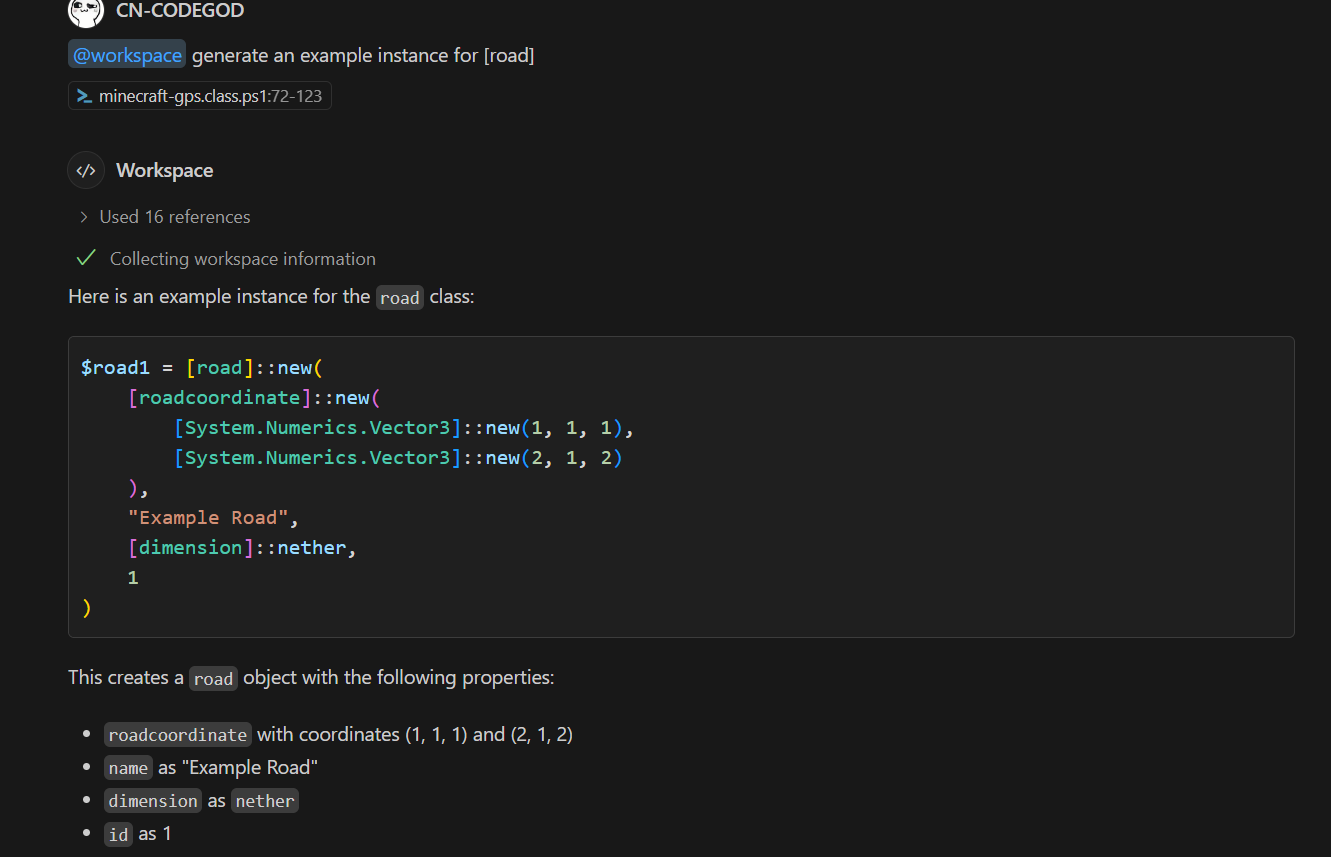 CN-CODEGOD
@workspace generate an example instance for [road]
minecraft-gps.class.ps1:72-123
Workspace
Used 16 references
Collecting workspace information
Here is an example instance for the road class:
$road1 = [road]::new(
    [roadcoordinate]::new(
        [System.Numerics.Vector3]::new(1, 1, 1),
        [System.Numerics.Vector3]::new(2, 1, 2)
    ),
    "Example Road",
    [dimension]::nether,
    1
)
This creates a road object with the following properties:
• roadcoordinate with coordinates (1, 1, 1) and (2, 1, 2)
• name as "Example Road"
• dimension as nether
• id as 1